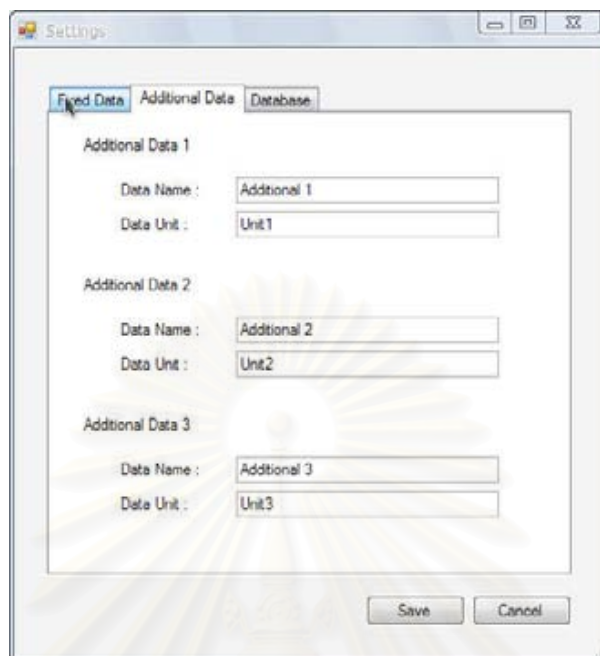 Settings
Fixed Data Additional Data Database
Additional Data 1
Data Name : Additional 1
Data Unit : Unit1
Additional Data 2
Data Name : Additional 2
Data Unit : Unit2
Additional Data 3
Data Name : Additional 3
Data Unit : Unit3
Save Cancel